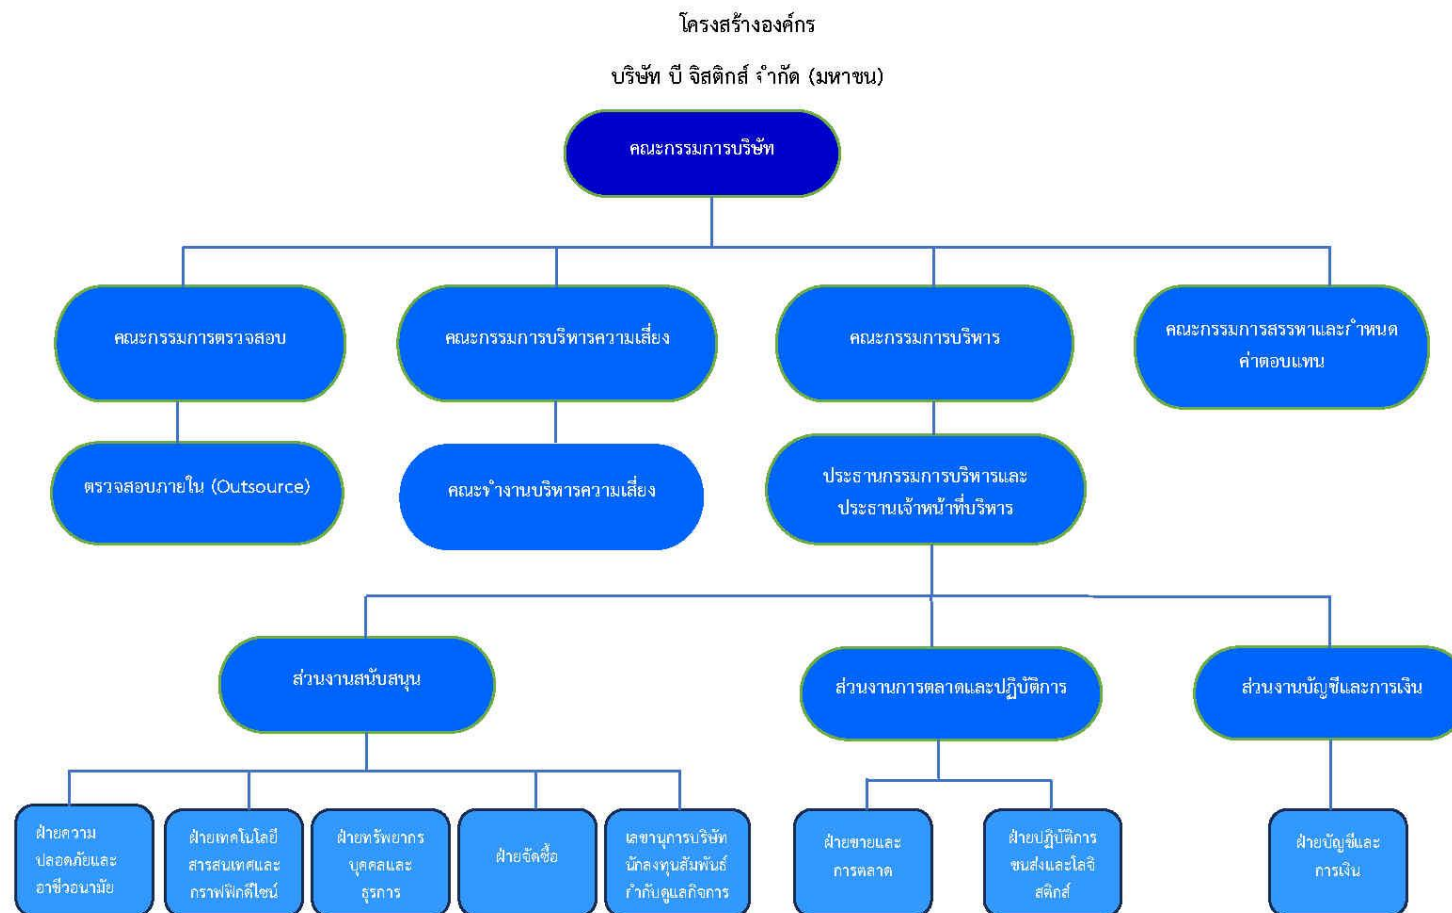 โครงสร้างองค์กร
บริษัท บี จิสติกส์ จำกัด (มหาชน)
คณะกรรมการบริษัท
คณะกรรมการตรวจสอบ
คณะกรรมการบริหารความเสี่ยง
คณะกรรมการบริหาร
คณะกรรมการสรรหาและกำหนด
ค่าตอบแทน
ตรวจสอบภายใน (Outsource)
คณะทำงานบริหารความเสี่ยง
ประธานกรรมการบริหารและ
ประธานเจ้าหน้าที่บริหาร
ส่วนงานสนับสนุน
ส่วนงานการตลาดและปฏิบัติการ
ส่วนงานบัญชีและการเงิน
ฝ่ายความ
ปลอดภัยและ
อาชีวอนามัย
ฝ่ายเทคโนโลยี
สารสนเทศและ
กราฟฟิกดีไซน์
ฝ่ายทรัพยากร
บุคคลและ
ธุรการ
ฝ่ายจัดซื้อ
เลขานุการบริษัท
นักลงทุนสัมพันธ์
กำกับดูแลกิจการ
ฝ่ายขายและ
การตลาด
ฝ่ายปฏิบัติการ
ขนส่งและโลจิ
สติกส์
ฝ่ายบัญชีและ
การเงิน